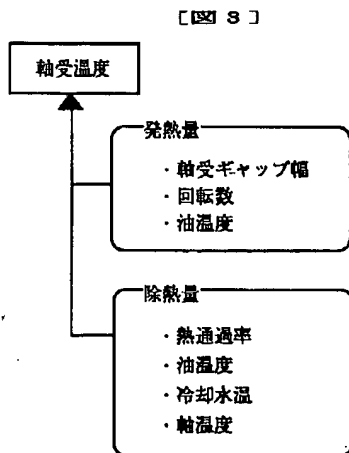 ［図３］
軸受温度
発熱量
・軸受ギャップ幅
・回転数
・油温度
除熱量
・熱通過率
・油温度
・冷却水温
・軸温度